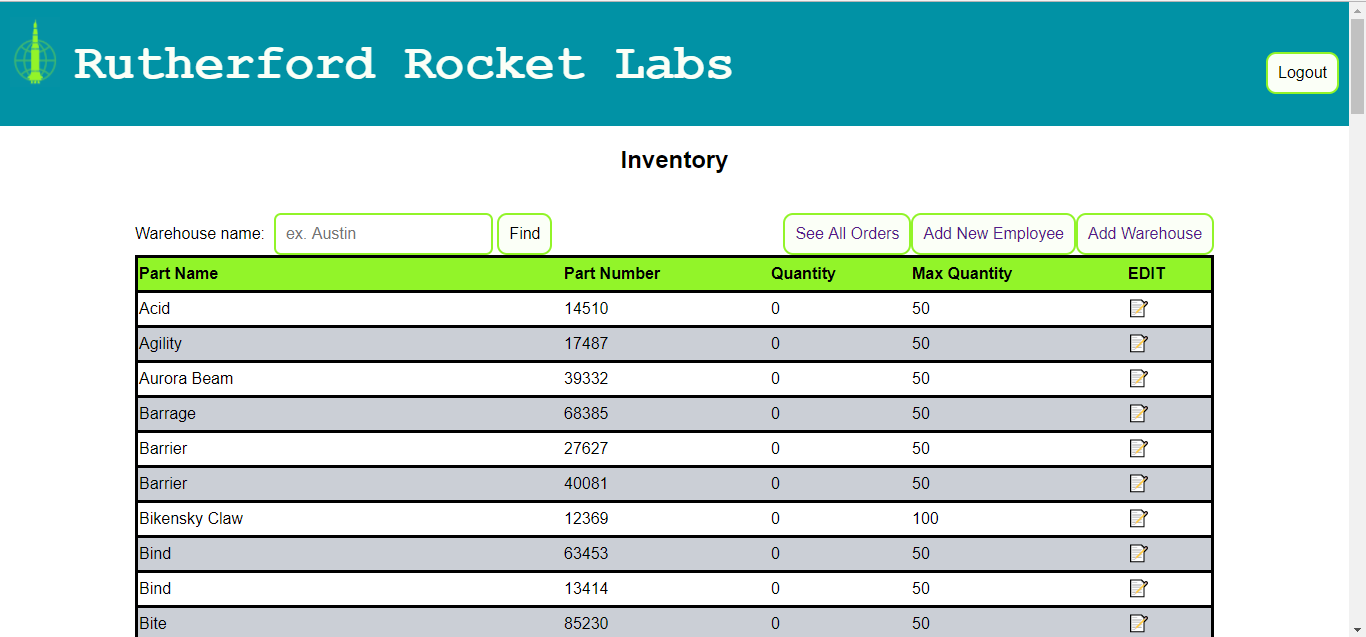 Rutherford Rocket Labs
Logout
Inventory
Warehouse name: ex. Austin Find See All Orders Add New Employee Add Warehouse
Part Name Part Number Quantity Max Quantity EDIT
Acid 14510 0 50
Agility 17487 0 50
Aurora Beam 39332 0 50
Barrage 68385 0 50
Barrier 27627 0 50
Barrier 40081 0 50
Bikensky Claw 12369 0 100
Bind 63453 0 50
Bind 13414 0 50
Bite 85230 0 50